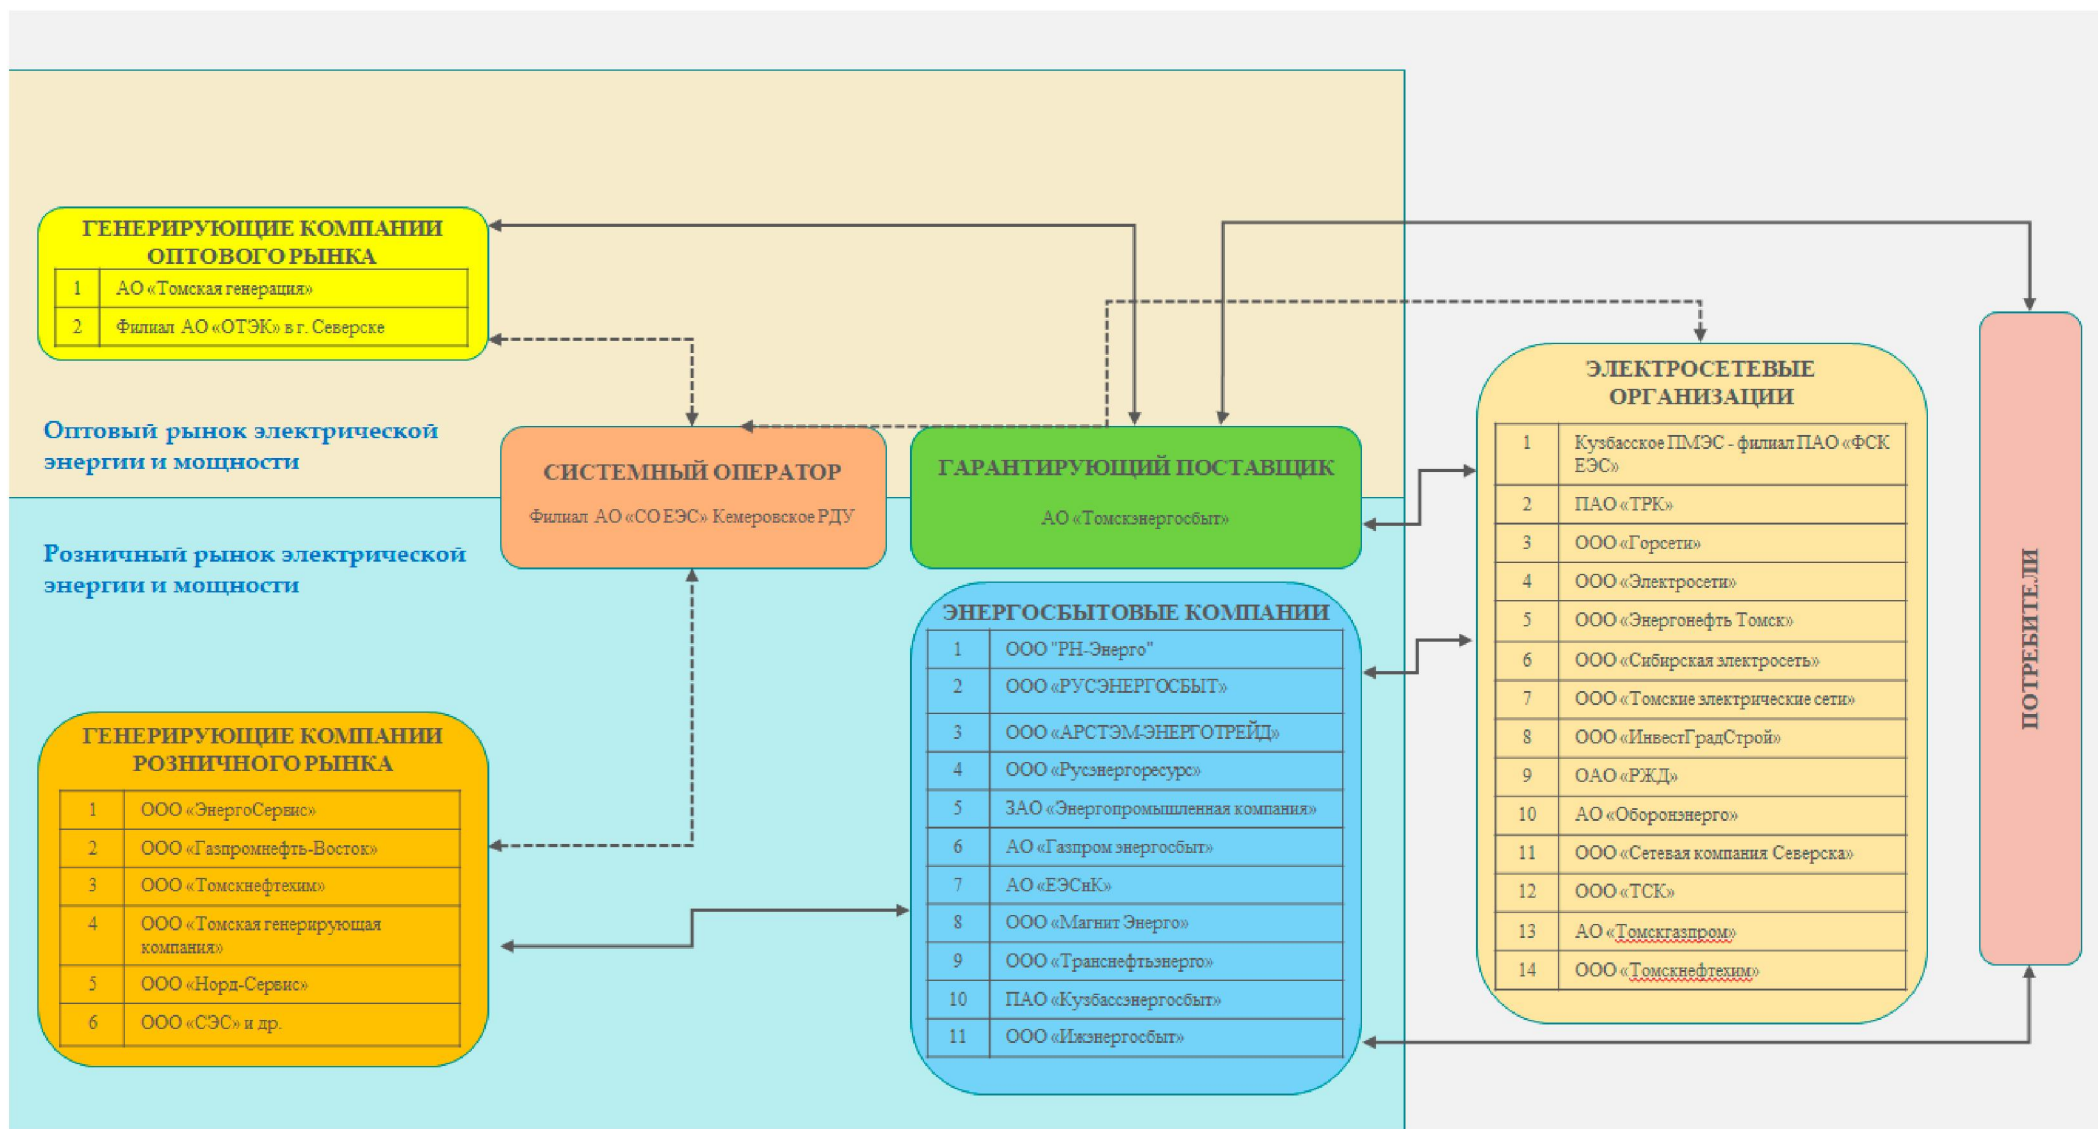 ГЕНЕРИРУЮЩИЕ КОМПАНИИ
ОПТОВОГО РЫНКА
1 АО «Томская генерация»
2 Филиал АО «ОТЭК» в г. Северске
Оптовый рынок электрической
энергии и мощности
СИСТЕМНЫЙ ОПЕРАТОР
Филиал АО «СО ЕЭС» Кемеровское РДУ
ГАРАНТИРУЮЩИЙ ПОСТАВЩИК
АО «Томскэнергосбыт»
Розничный рынок электрической
энергии и мощности
ГЕНЕРИРУЮЩИЕ КОМПАНИИ
РОЗНИЧНОГО РЫНКА
1 ООО «ЭнергоСервис»
2 ООО «Газпромнефть-Восток»
3 ООО «Томскнефтехим»
4 ООО «Томская генерирующая
компания»
5 ООО «Норд-Сервис»
6 ООО «СЭС» и др.
ЭНЕРГОСБЫТОВЫЕ КОМПАНИИ
1 ООО "РН-Энерго"
2 ООО «РУСЭНЕРГОСБЫТ»
3 ООО «АРСТЭМ-ЭНЕРГОТРЕЙД»
4 ООО «Русэнергоресурс»
5 ЗАО «Энергопромышленная компания»
6 АО «Газпром энергосбыт»
7 АО «ЕЭСнК»
8 ООО «Магнит Энерго»
9 ООО «Транснефтьэнерго»
10 ПАО «Кузбассэнергосбыт»
11 ООО «Ижэнергосбыт»
ЭЛЕКТРОСЕТЕВЫЕ
ОРГАНИЗАЦИИ
1 Кузбасское ПМЭС - филиал ПАО «ФСК
ЕЭС»
2 ПАО «ТРК»
3 ООО «Горсети»
4 ООО «Электросети»
5 ООО «Энергонефть Томск»
6 ООО «Сибирская электросеть»
7 ООО «Томские электрические сети»
8 ООО «ИнвестГрадСтрой»
9 ОАО «РЖД»
10 АО «Оборонэнерго»
11 ООО «Сетевая компания Северска»
12 ООО «ТСК»
13 АО «Томскгазпром»
14 ООО «Томскнефтехим»
ПОТРЕБИТЕЛИ